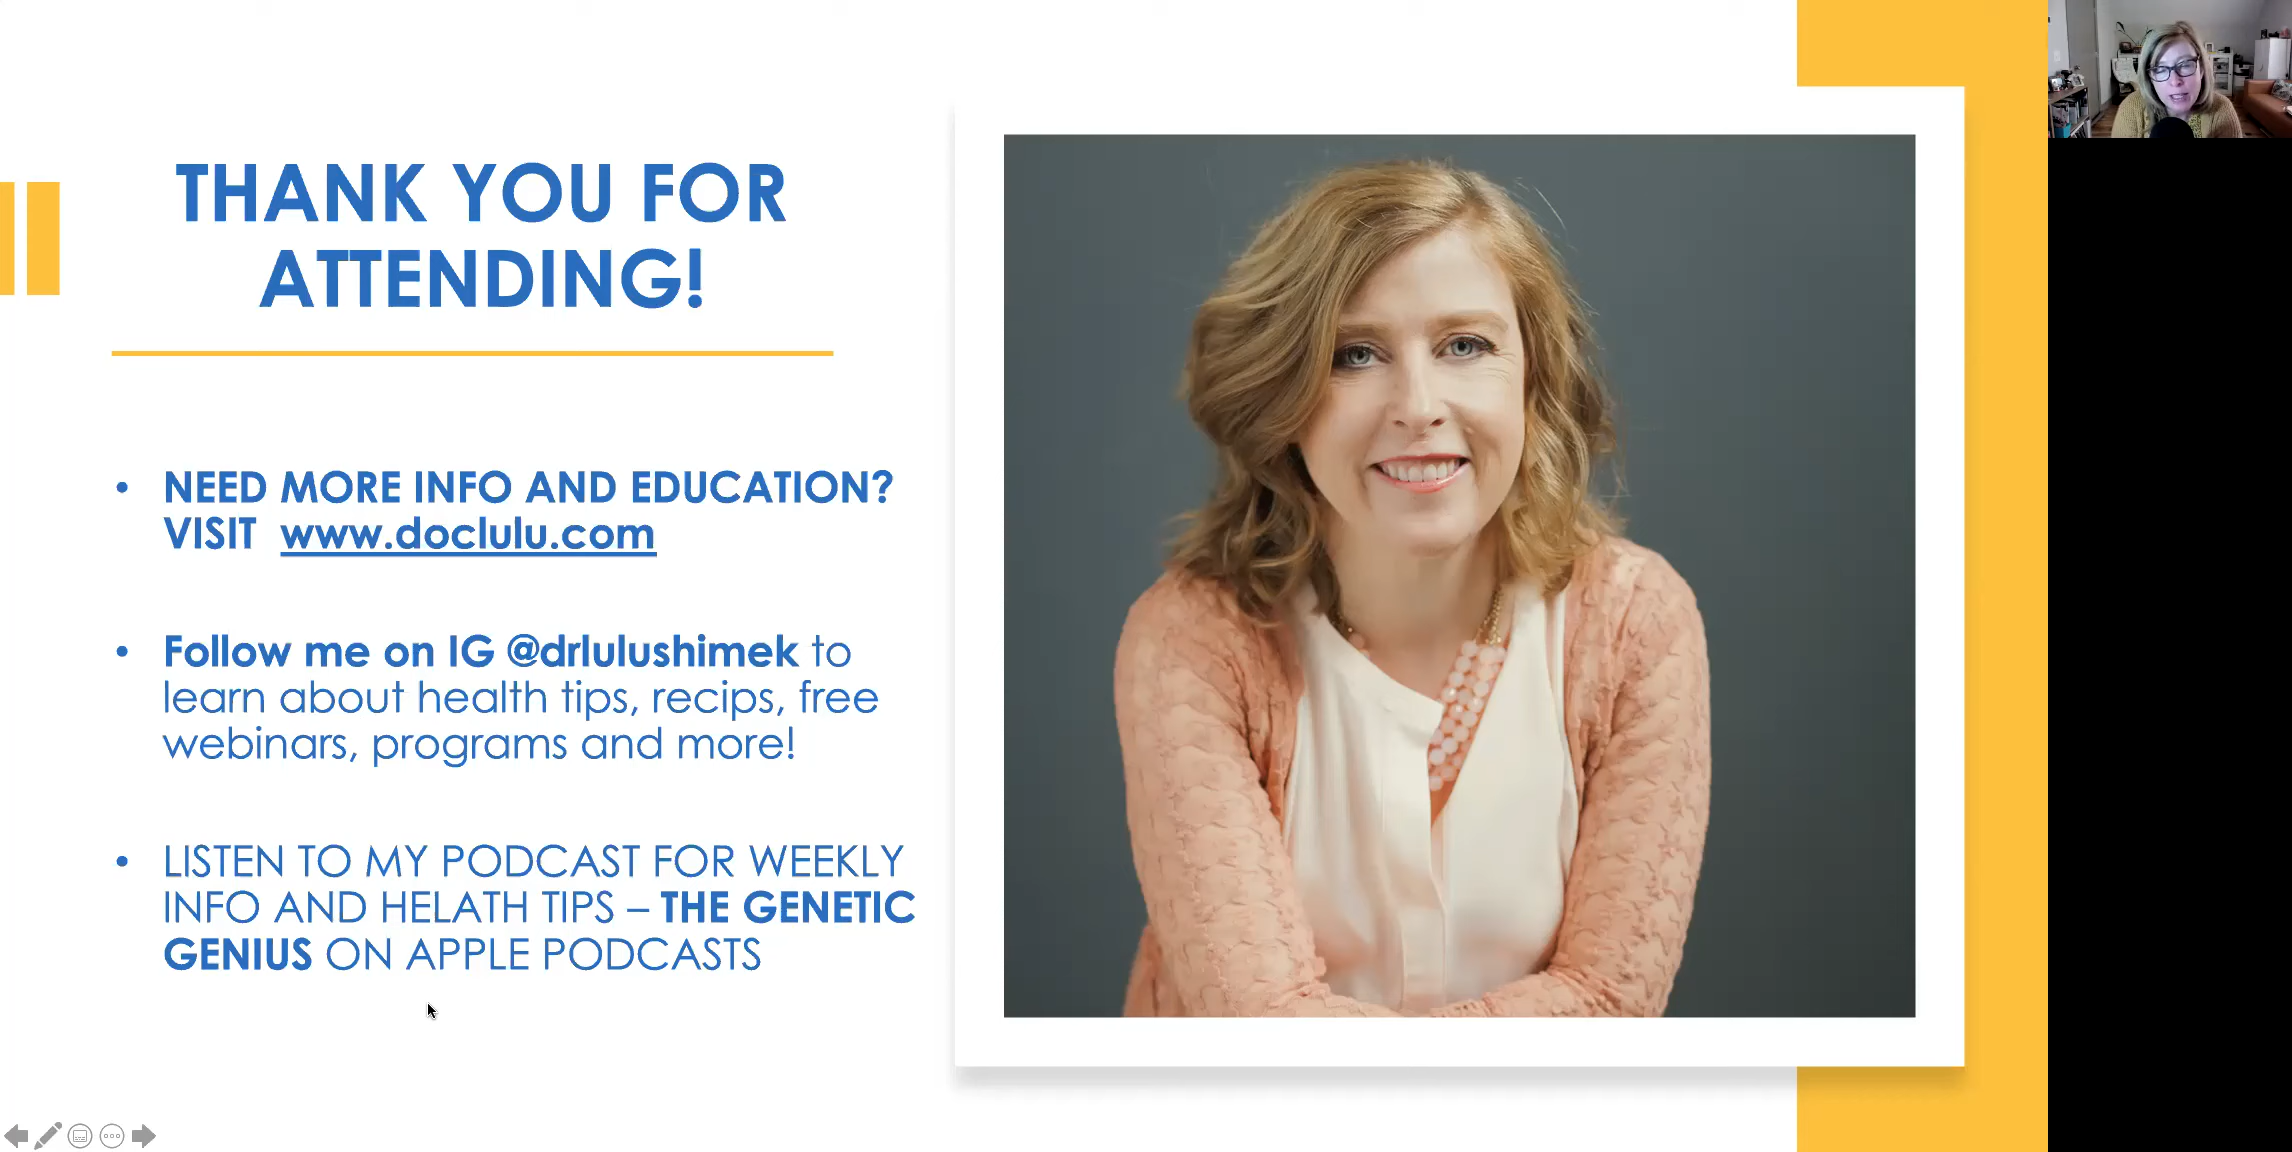 THANK YOU FOR
ATTENDING!
• NEED MORE INFO AND EDUCATION?
VISIT www.doclulu.com
• Follow me on IG @drlulushimek to
learn about health tips, recips, free
webinars, programs and more!
• LISTEN TO MY PODCAST FOR WEEKLY
INFO AND HELATH TIPS – THE GENETIC
GENIUS ON APPLE PODCASTS